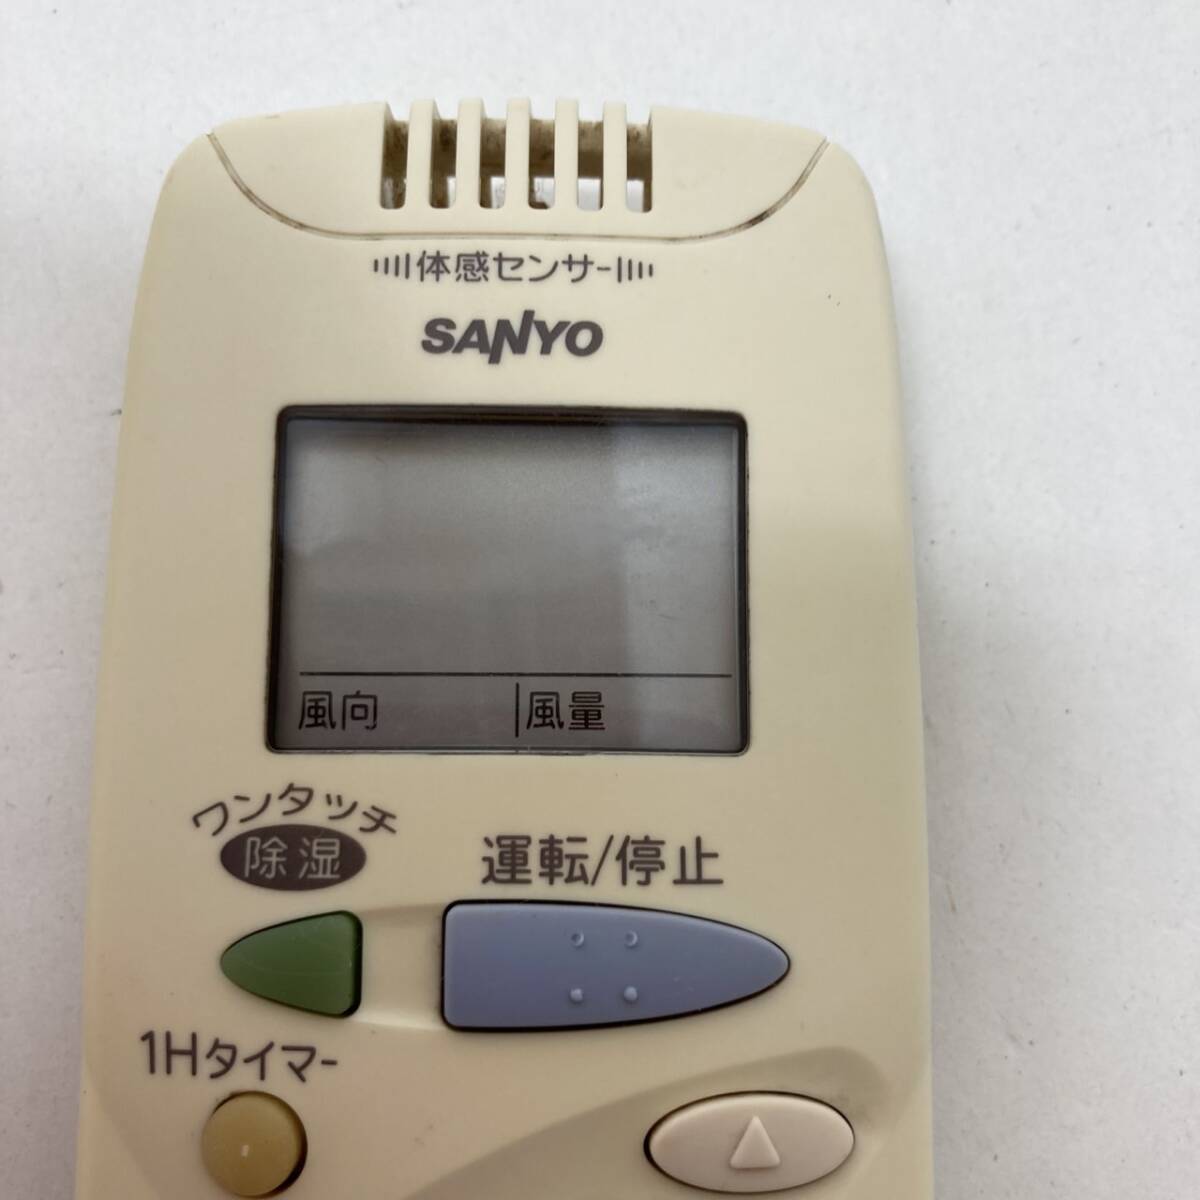 体感センサー
SANYO
風向 風量
ワンタッチ
除湿
運転/停止
1Hタイマー